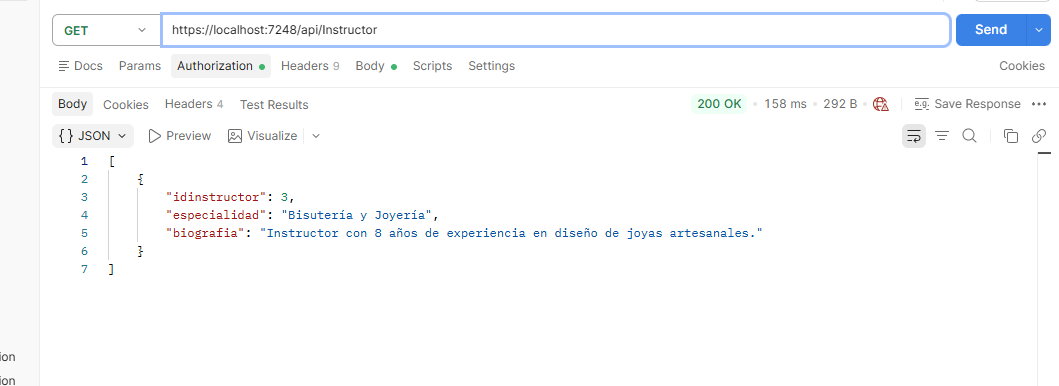 GET https://localhost:7248/api/Instructor Send
Docs Params Authorization Headers 9 Body Scripts Settings Cookies
Body Cookies Headers 4 Test Results 200 OK • 158 ms • 292 B e.g. Save Response
{} JSON Preview Visualize
1 [
2 {
3 "idinstructor": 3,
4 "especialidad": "Bisutería y Joyería",
5 "biografia": "Instructor con 8 años de experiencia en diseño de joyas artesanales."
6 }
7 ]
ion
ion